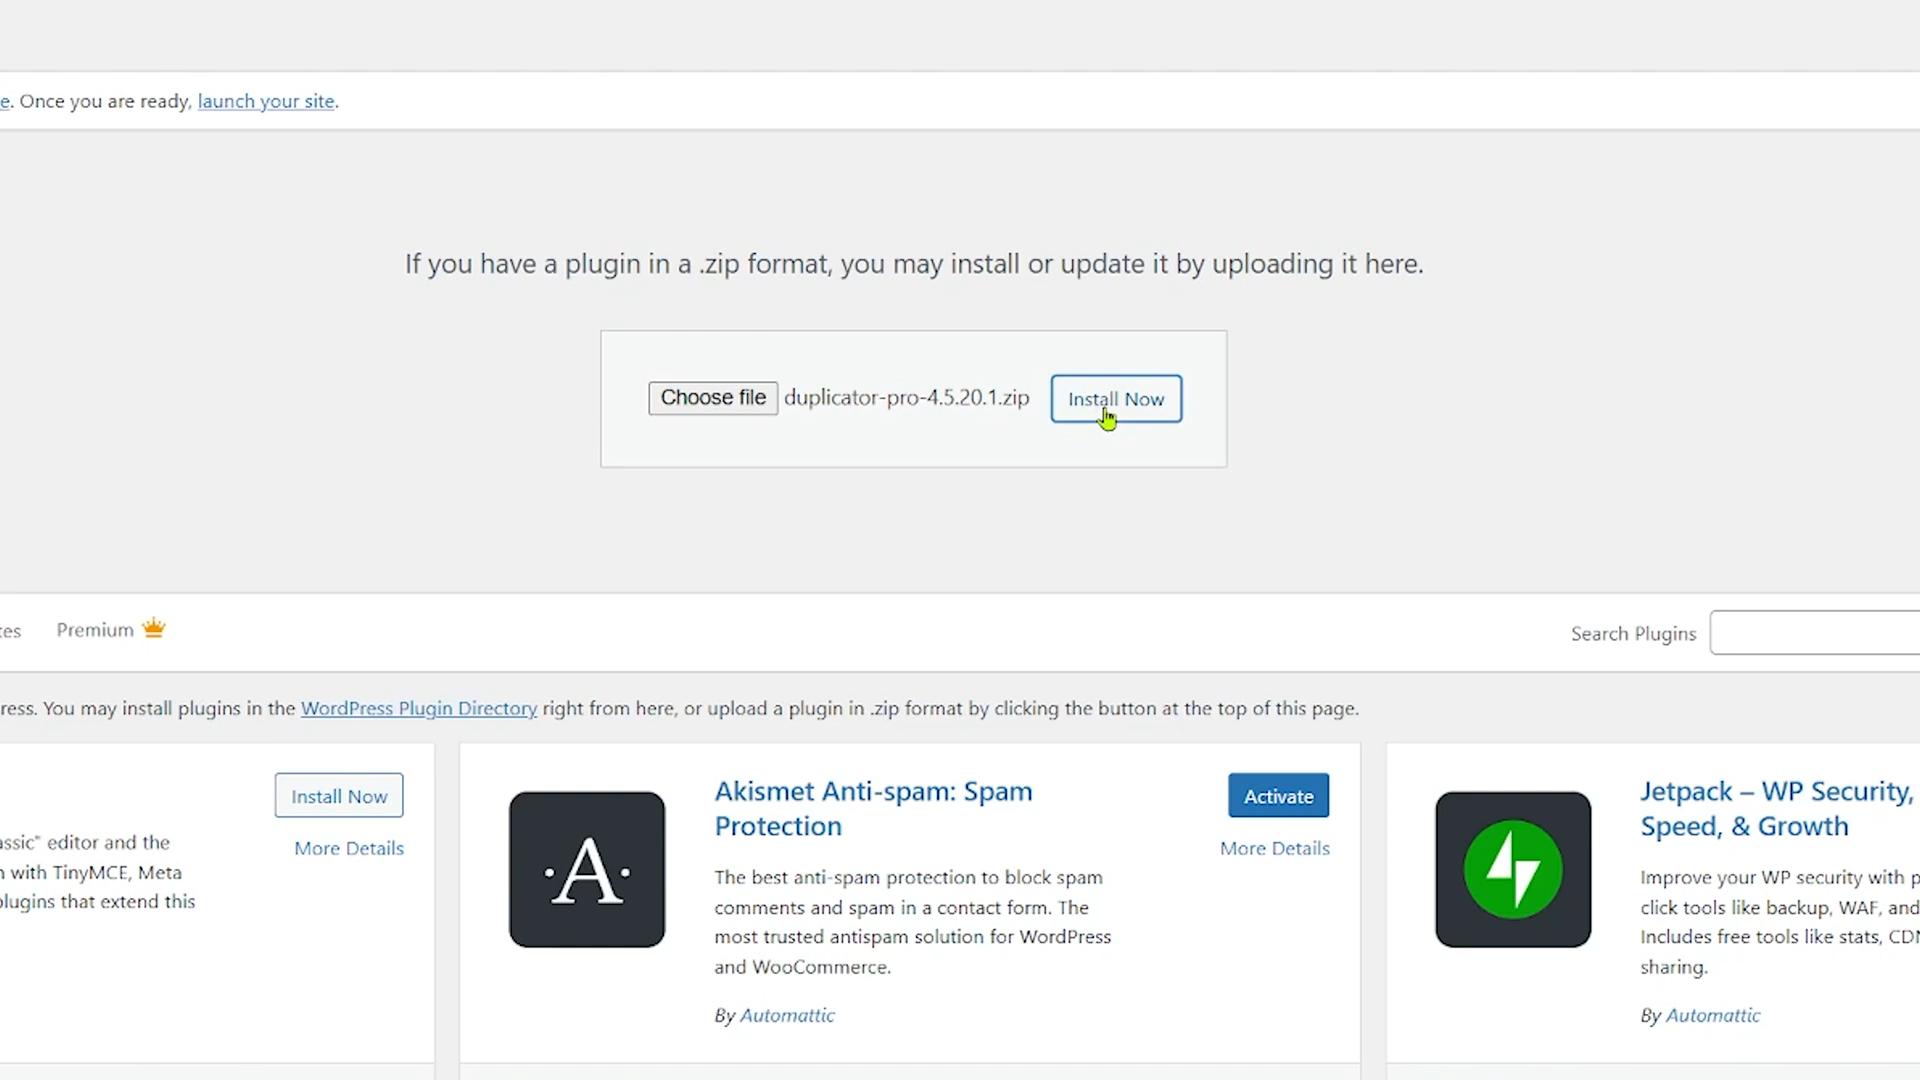 e. Once you are ready, launch your site.
If you have a plugin in a .zip format, you may install or update it by uploading it here.
Choose file duplicator-pro-4.5.20.1.zip Install Now
tes Premium Search Plugins
ress. You may install plugins in the WordPress Plugin Directory right from here, or upload a plugin in .zip format by clicking the button at the top of this page.
Install Now
More Details
assic" editor and the
n with TinyMCE, Meta
plugins that extend this
A
Akismet Anti-spam: Spam
Protection
Activate
More Details
The best anti-spam protection to block spam
comments and spam in a contact form. The
most trusted antispam solution for WordPress
and WooCommerce.
By Automattic
Jetpack – WP Security,
Speed, & Growth
Improve your WP security with p
click tools like backup, WAF, and
Includes free tools like stats, CDN
sharing.
By Automattic